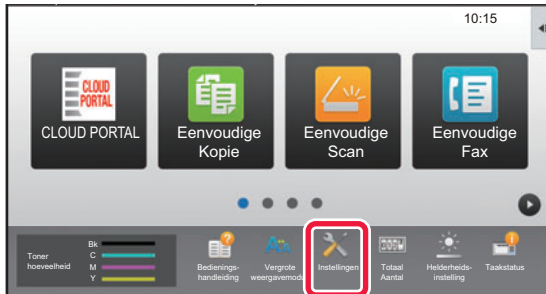 10:15
CLOUD
PORTAL
CLOUD PORTAL
Eenvoudige
Kopie
Eenvoudige
Scan
Eenvoudige
Fax
Toner
hoeveelheid
Bk
C
M
Y
Bedienings-
handleiding
Vergrote
weergavemodus
Instellingen
Totaal
Aantal
Helderheids-
instelling
Taakstatus